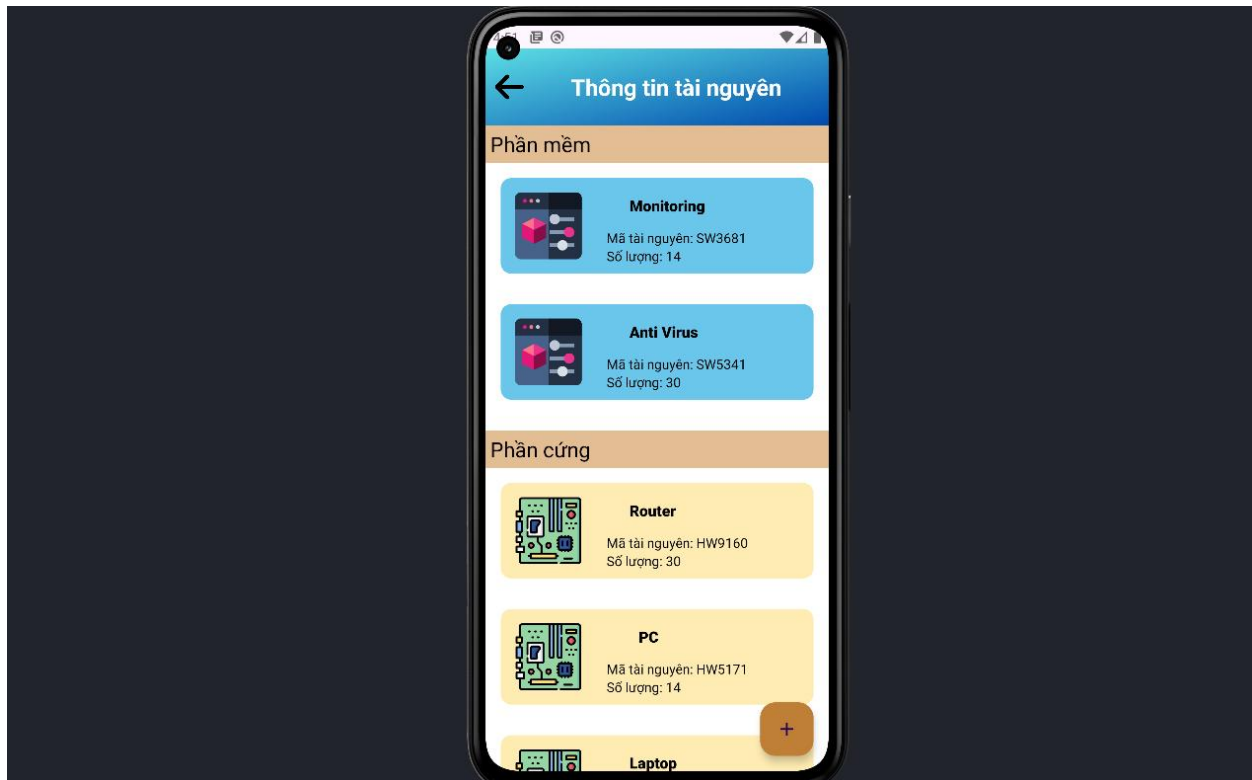 Thông tin tài nguyên
Phần mềm
Monitoring
Mã tài nguyên: SW3681
Số lượng: 14
Anti Virus
Mã tài nguyên: SW5341
Số lượng: 30
Phần cứng
Router
Mã tài nguyên: HW9160
Số lượng: 30
PC
Mã tài nguyên: HW5171
Số lượng: 14
+
Laptop